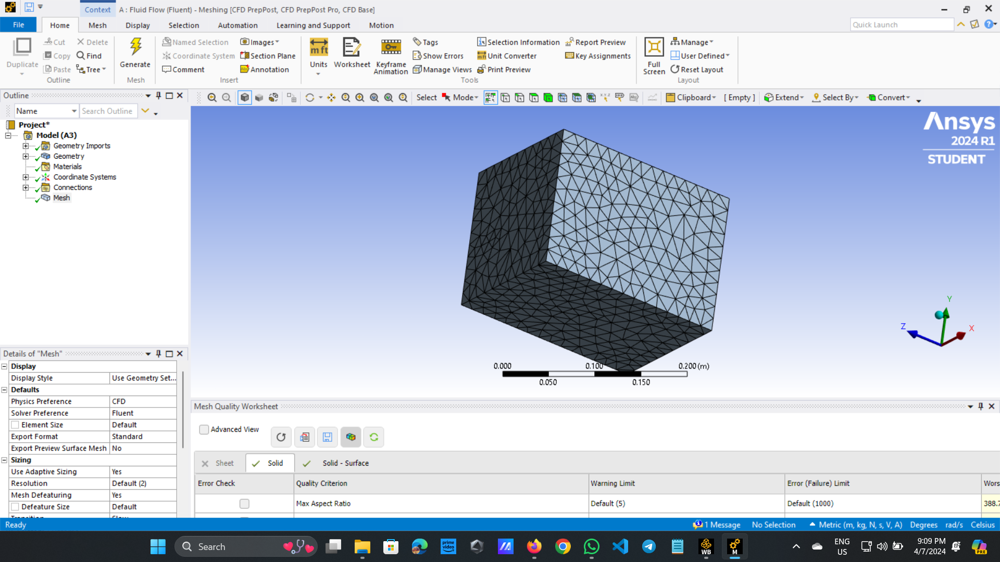 Context
A : Fluid Flow (Fluent) - Meshing [CFD PrepPost, CFD PrepPost Pro, CFD Base]
File
Home
Mesh
Display
Selection
Automation
Learning and Support
Motion
Quick Launch
Duplicate
Cut
Copy
Paste
Delete
Find
Tree
Outline
Generate
Mesh
Named Selection
Coordinate System
Comment
Images
Section Plane
Annotation
Insert
m ft
Units
Worksheet
Keyframe
Animation
Tags
Show Errors
Manage Views
Selection Information
Unit Converter
Print Preview
Report Preview
Key Assignments
Tools
Full
Screen
Manage
User Defined
Reset Layout
Layout
Outline
Name
Search Outline
Select
Mode
Clipboard
[ Empty ]
Extend
Select By
Convert
Project*
Model (A3)
Geometry Imports
Geometry
Materials
Coordinate Systems
Connections
Mesh
Ansys
2024 R1
STUDENT
Y
Z
X
0.000
0.100
0.200 (m)
0.050
0.150
Details of "Mesh"
Display
Display Style Use Geometry Set...
Defaults
Physics Preference CFD
Solver Preference Fluent
Element Size Default
Export Format Standard
Export Preview Surface Mesh No
Sizing
Use Adaptive Sizing Yes
Resolution Default (2)
Mesh Defeaturing Yes
Defeature Size Default
Mesh Quality Worksheet
Advanced View
Sheet
Solid
Solid - Surface
Error Check Quality Criterion Warning Limit Error (Failure) Limit Wors
Max Aspect Ratio Default (5) Default (1000) 388.7
Ready
1 Message
No Selection
Metric (m, kg, N, s, V, A)
Degrees
rad/s
Celsius
Search
prime
video
WB
M
ENG
US
9:09 PM
4/7/2024
PRE